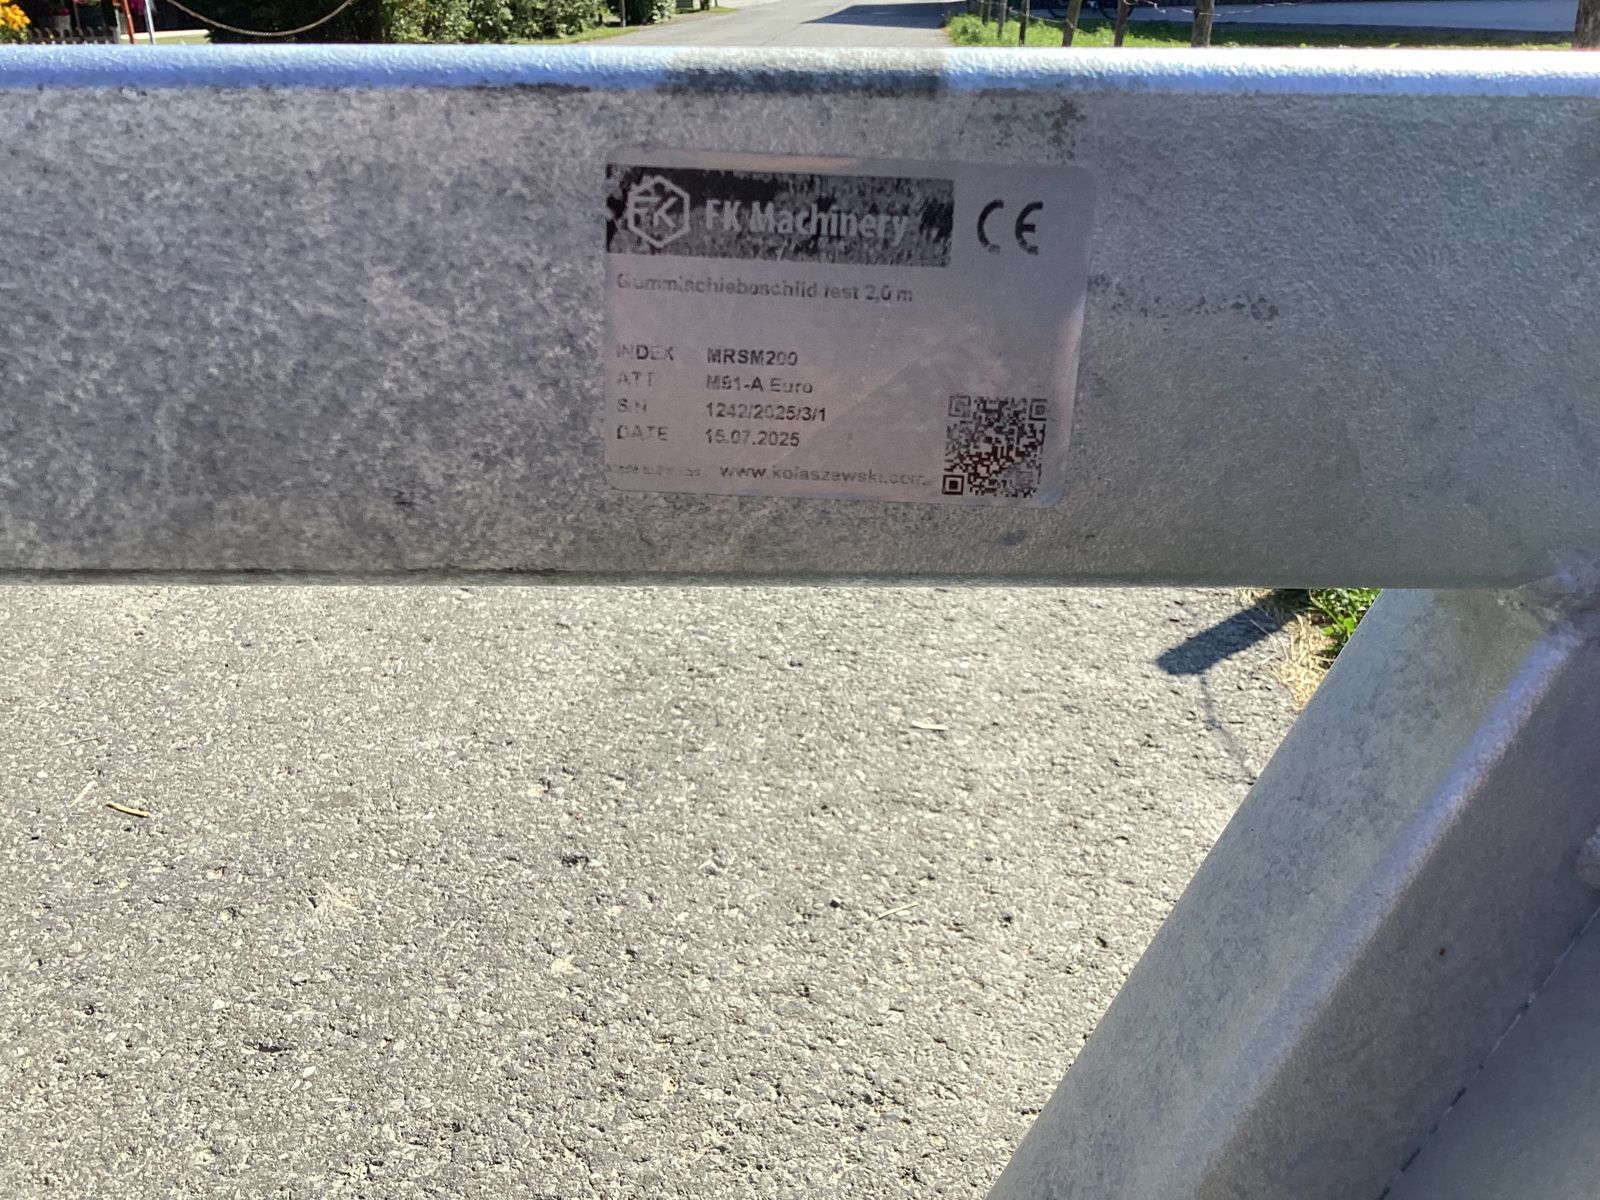 FK FK Machinery CE
Gummischiebeschild fest 2,0 m
INDEX MRSM200
ATT M91-A Euro
S/N 1242/2025/3/1
DATE 15.07.2025
www.kolaszewski.com